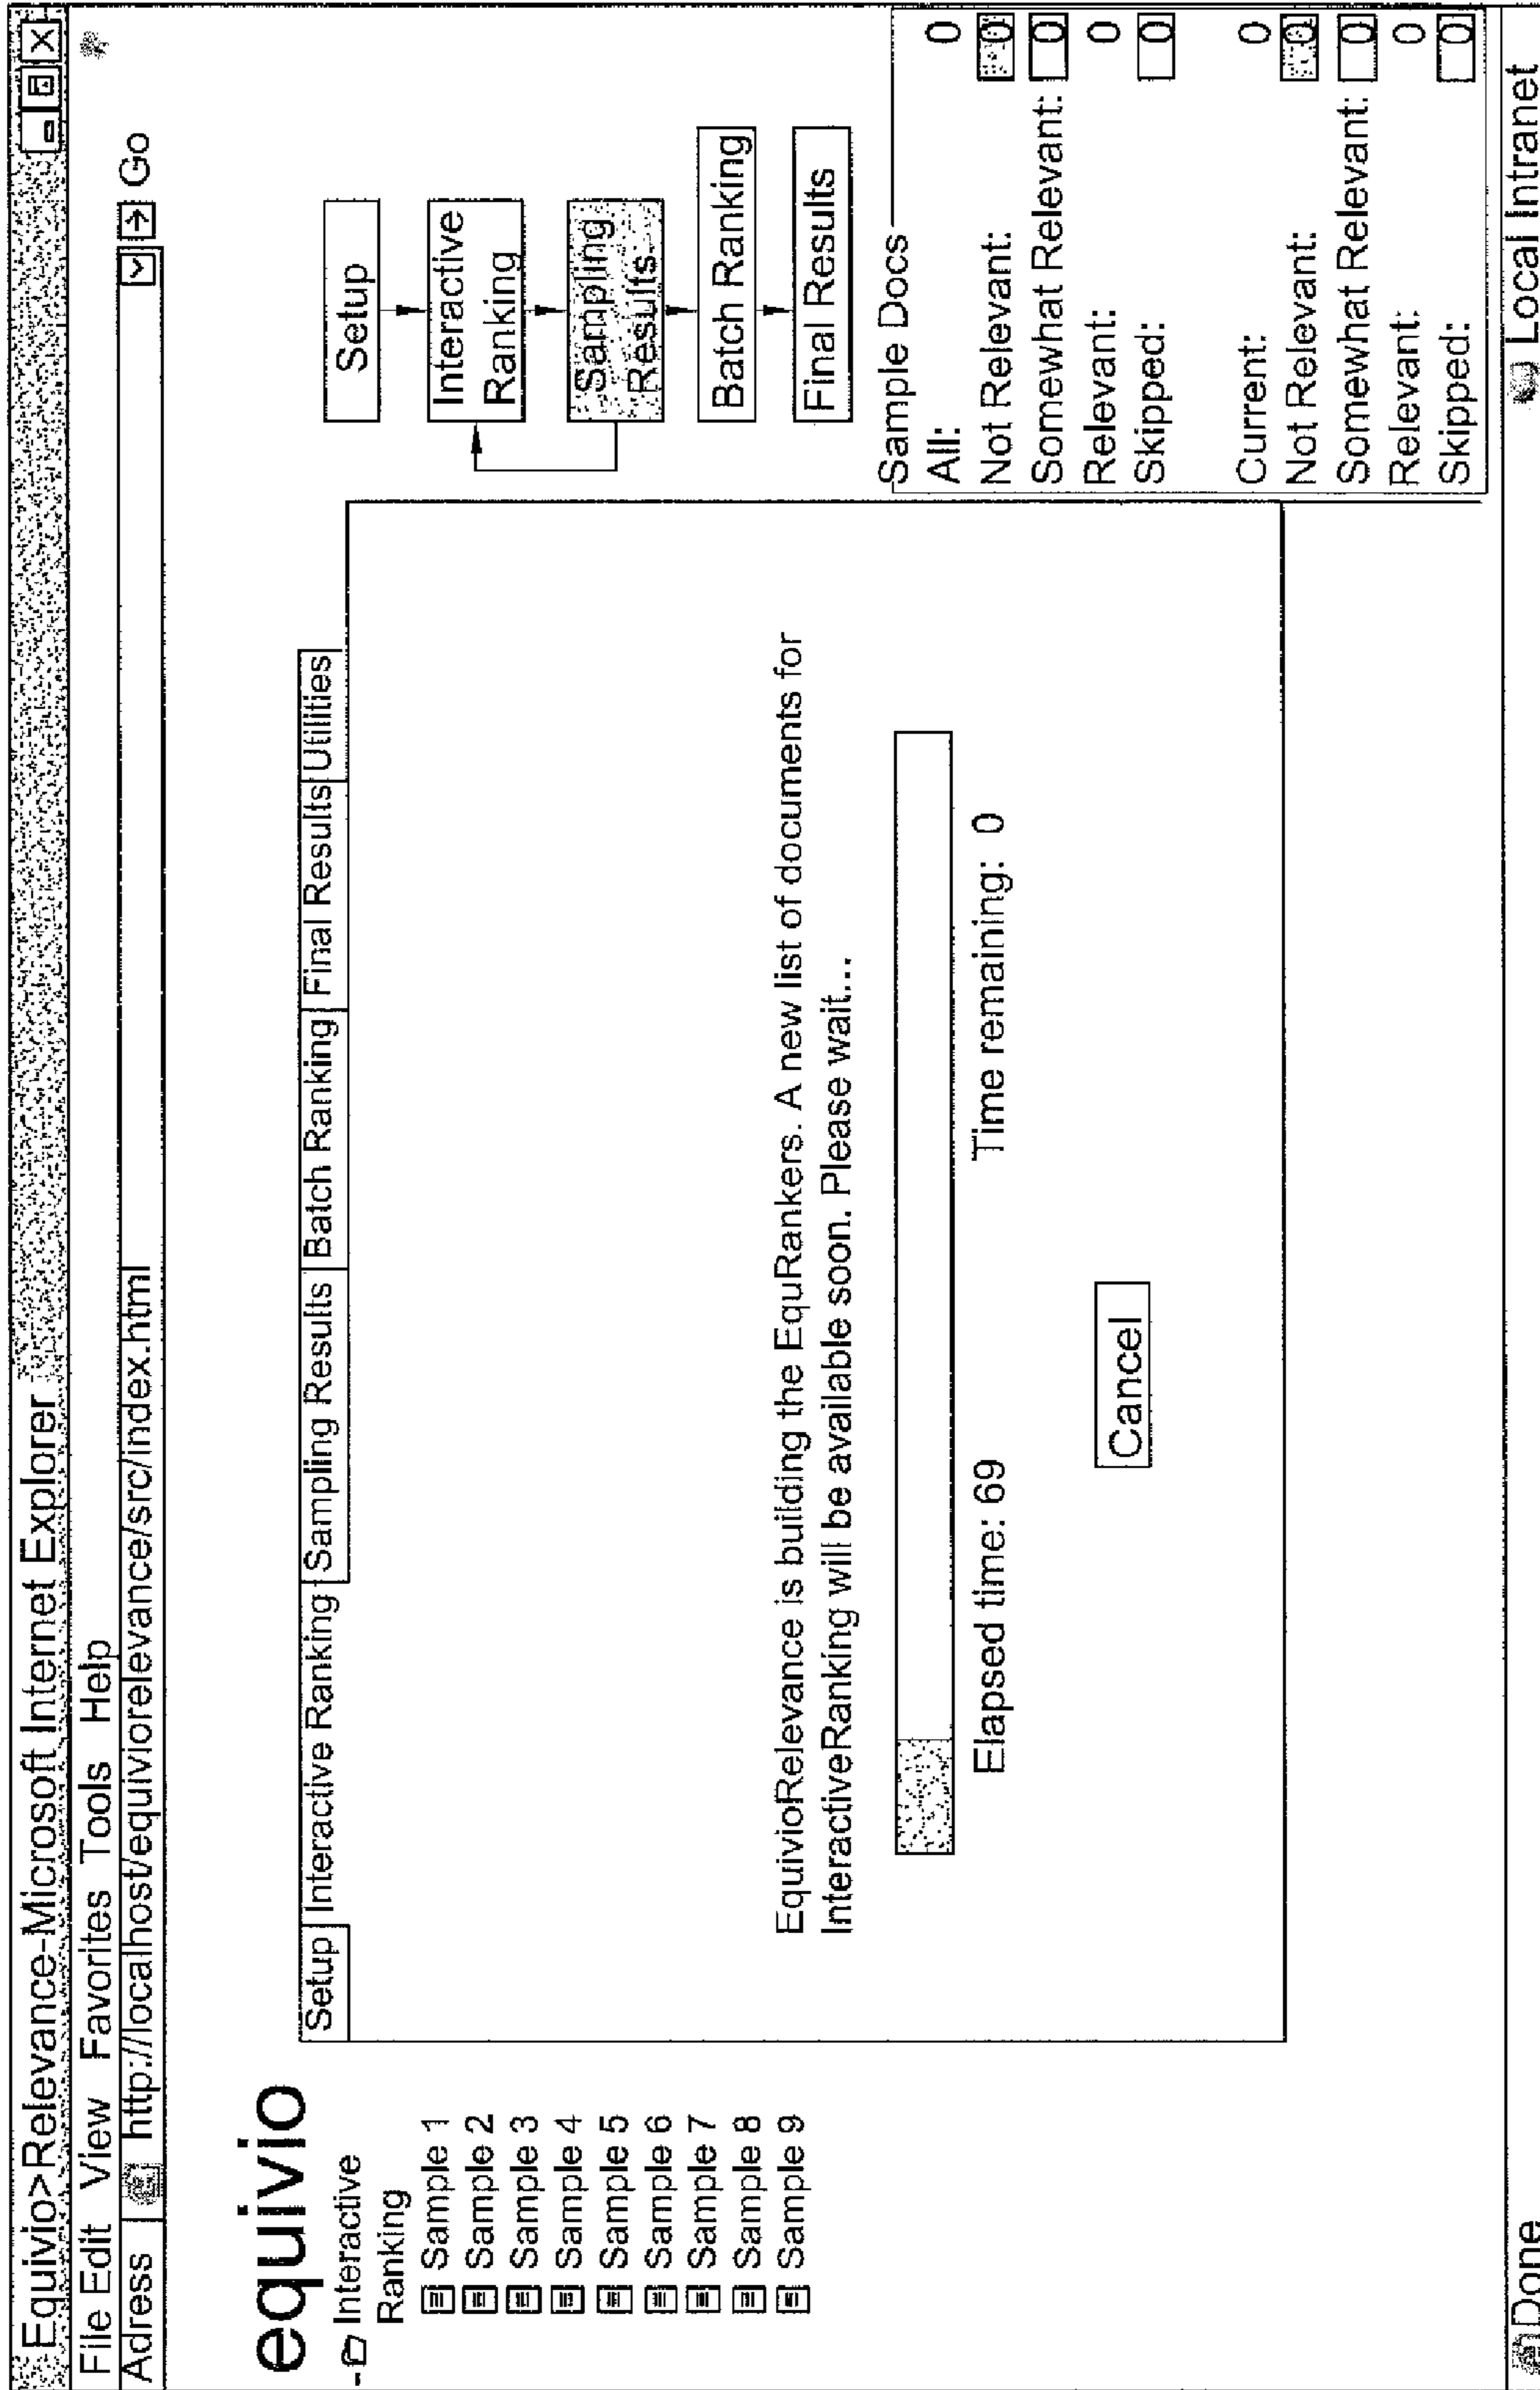 Equivio>Relevance-Microsoft Internet Explorer
File Edit View Favorites Tools Help
Adress http://localhost/equiviorelevance/src/index.html Go
equivio
Interactive
Ranking
Sample 1
Sample 2
Sample 3
Sample 4
Sample 5
Sample 6
Sample 7
Sample 8
Sample 9
Setup Interactive Ranking Sampling Results Batch Ranking Final Results Utilities
EquivioRelevance is building the EquRankers. A new list of documents for
InteractiveRanking will be available soon. Please wait...
Elapsed time: 69 Time remaining: 0
Cancel
Setup
Interactive
Ranking
Sampling
Results
Batch Ranking
Final Results
Sample Docs
All: 0
Not Relevant: 0
Somewhat Relevant: 0
Relevant: 0
Skipped: 0
Current: 0
Not Relevant: 0
Somewhat Relevant: 0
Relevant: 0
Skipped: 0
Done Local Intranet